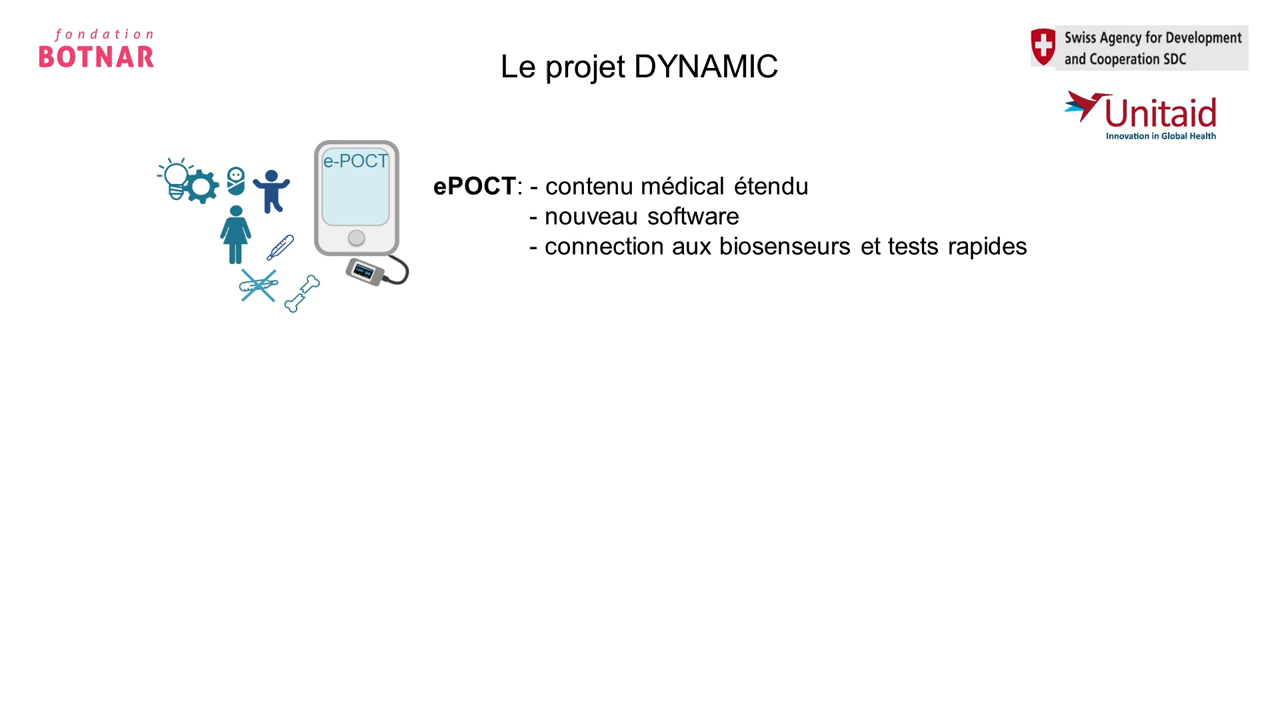 fondation
BOTNAR
Le projet DYNAMIC
Swiss Agency for Development
and Cooperation SDC
Unitaid
Innovation in Global Health
e-POCT
ePOCT: - contenu médical étendu
- nouveau software
- connection aux biosenseurs et tests rapides